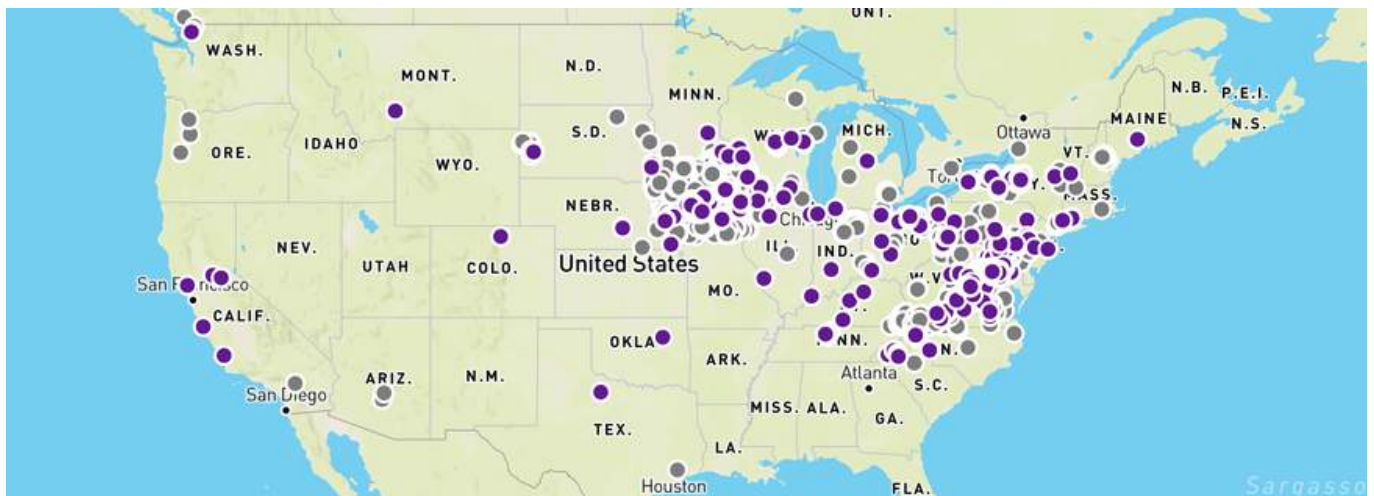 ONT.
WASH.
MONT.
N.D.
MINN.
N.B.
P.E.I.
MAINE
N.S.
Ottawa
S.D.
MICH.
ORE.
IDAHO
WYO.
VT.
NEBR.
MASS.
NEV.
UTAH
COLO.
United States
IND.
San Francisco
CALIF.
MO.
W.V.
OKLA
ARK.
N.
ARIZ.
N.M.
Atlanta
S.C.
San Diego
TEX.
MISS.
ALA.
GA.
LA.
Houston
FLA.
Sargasso